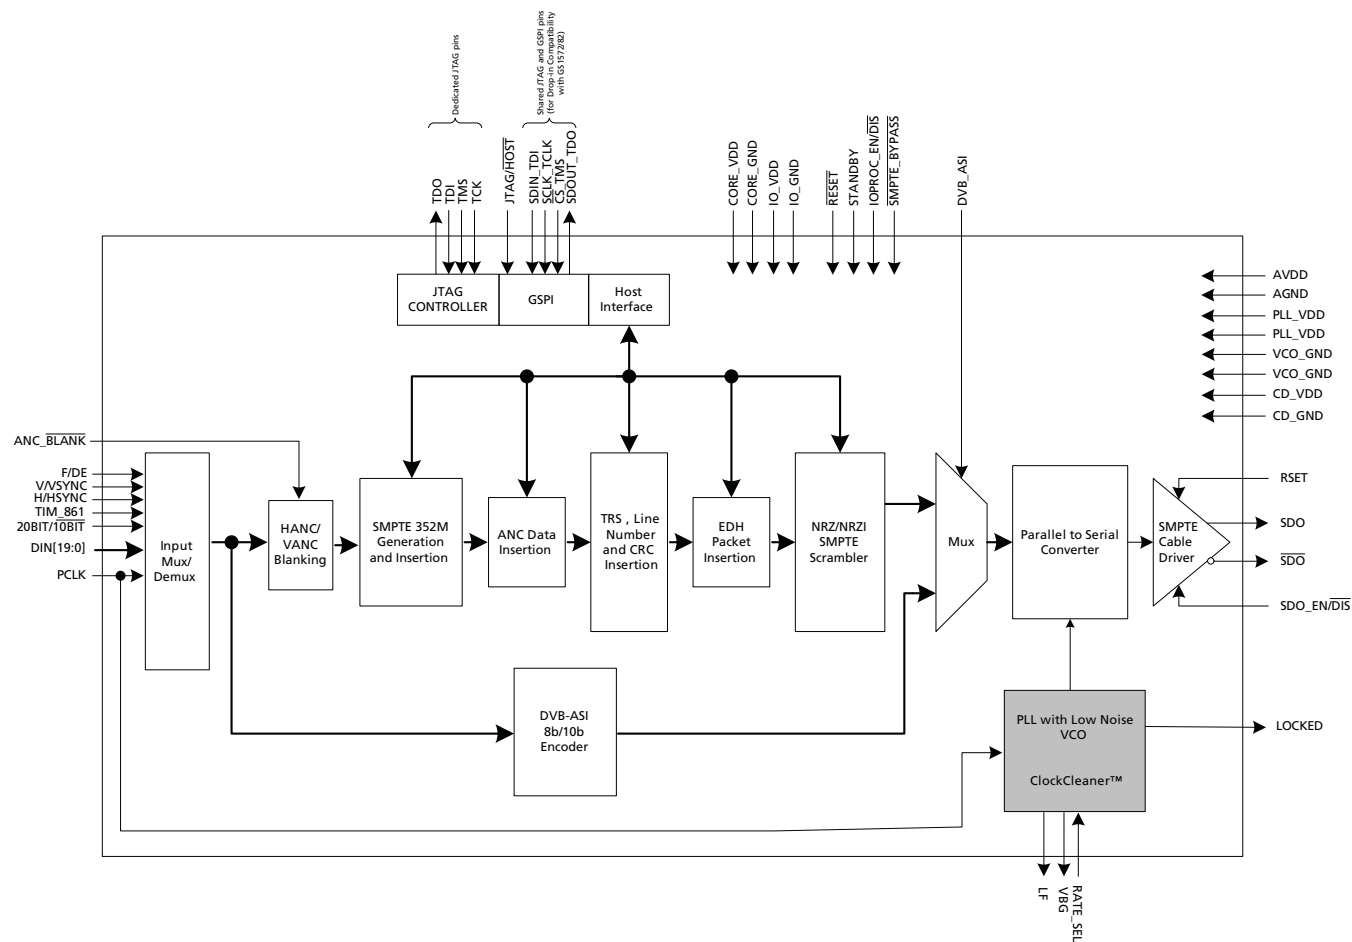 Dedicated JTAG pins
Shared JTAG and GSPI pins
(for Drop-in Compatibility
with GS1572/82)
TDO
TDI
TMS
TCK
JTAG/HOST
SDIN_TDI
SCLK_TCLK
CS_TMS
SDOUT_TDO
CORE_VDD
CORE_GND
IO_VDD
IO_GND
RESET
STANDBY
IOPROC_EN/DIS
SMPTE_BYPASS
DVB_ASI
JTAG
CONTROLLER
GSPI
Host
Interface
AVDD
AGND
PLL_VDD
PLL_VDD
VCO_GND
VCO_GND
CD_VDD
CD_GND
ANC_BLANK
F/DE
V/VSYNC
H/HSYNC
TIM_861
20BIT/10BIT
DIN[19:0]
PCLK
Input
Mux/
Demux
HANC/
VANC
Blanking
SMPTE 352M
Generation
and Insertion
ANC Data
Insertion
TRS , Line
Number
and CRC
Insertion
EDH
Packet
Insertion
NRZ/NRZI
SMPTE
Scrambler
Mux
Parallel to Serial
Converter
SMPTE
Cable
Driver
RSET
SDO
SDO
SDO_EN/DIS
DVB-ASI
8b/10b
Encoder
PLL with Low Noise
VCO
ClockCleaner™
LOCKED
LF
VBG
RATE_SEL